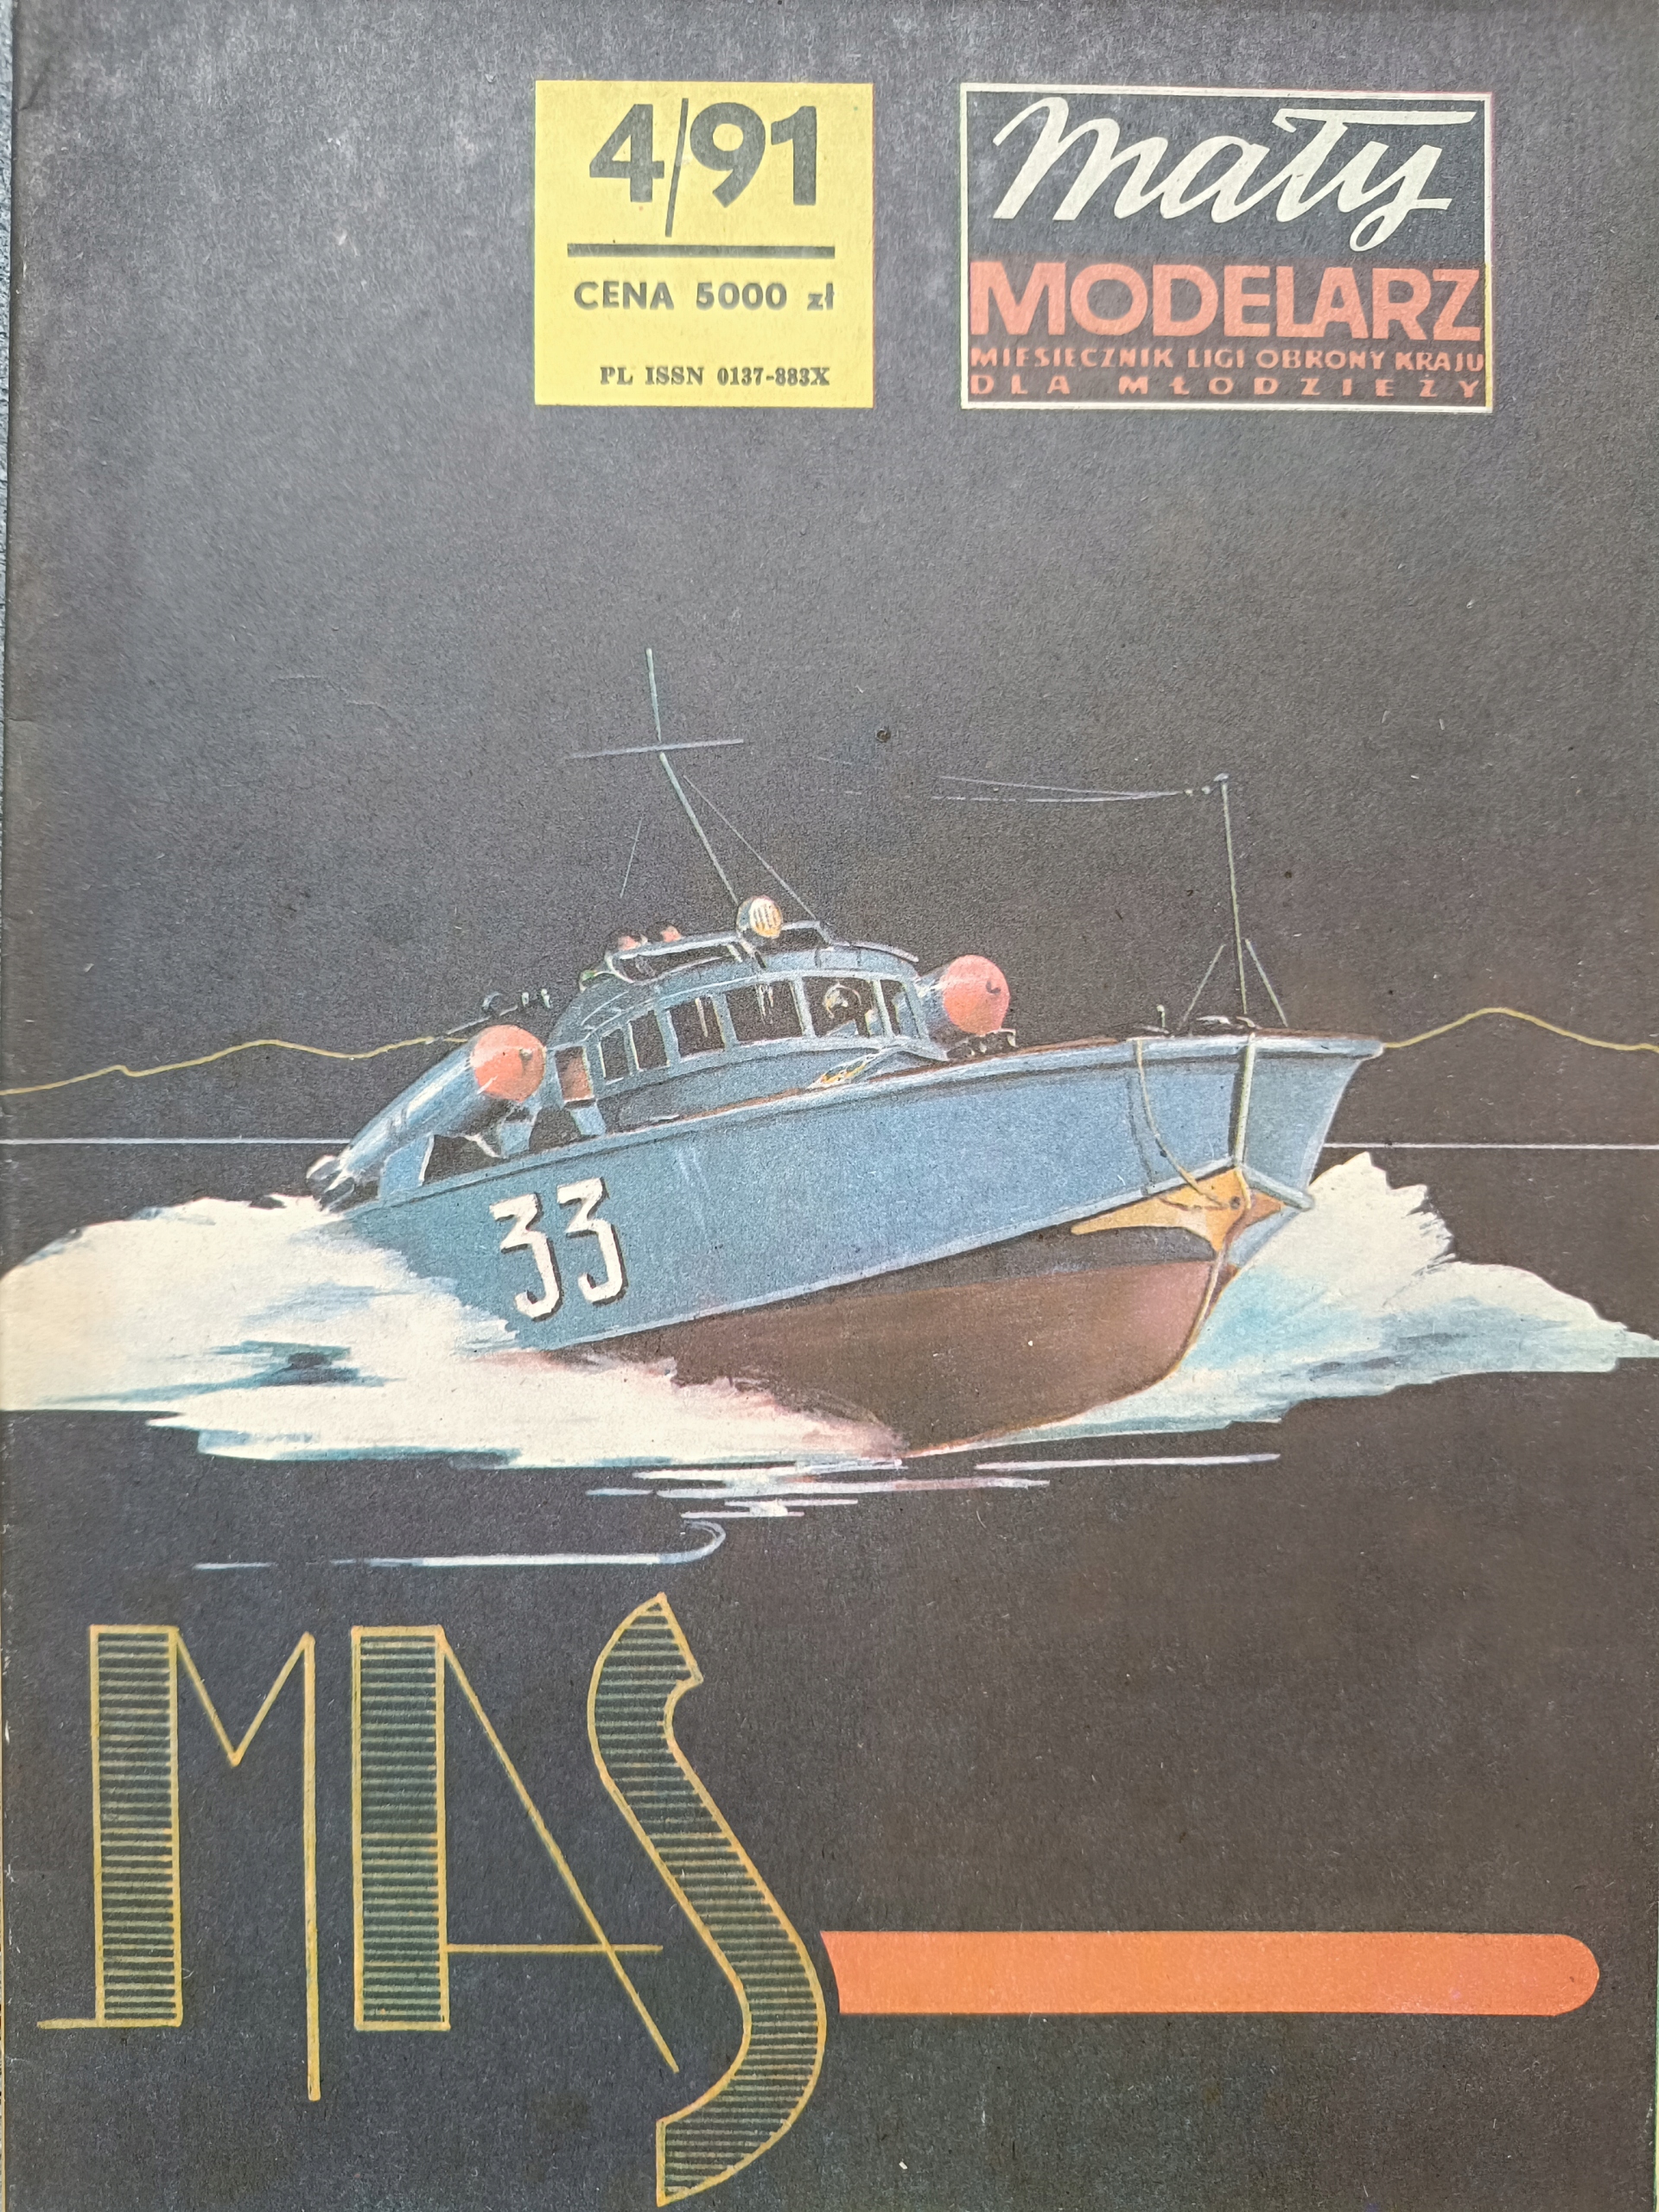 4/91
CENA 5000 zł
PL ISSN 0137-883X
Mały
MODELARZ
MIESIĘCZNIK LIGI OBRONY KRAJU
DLA MŁODZIEŻY
33
MAS